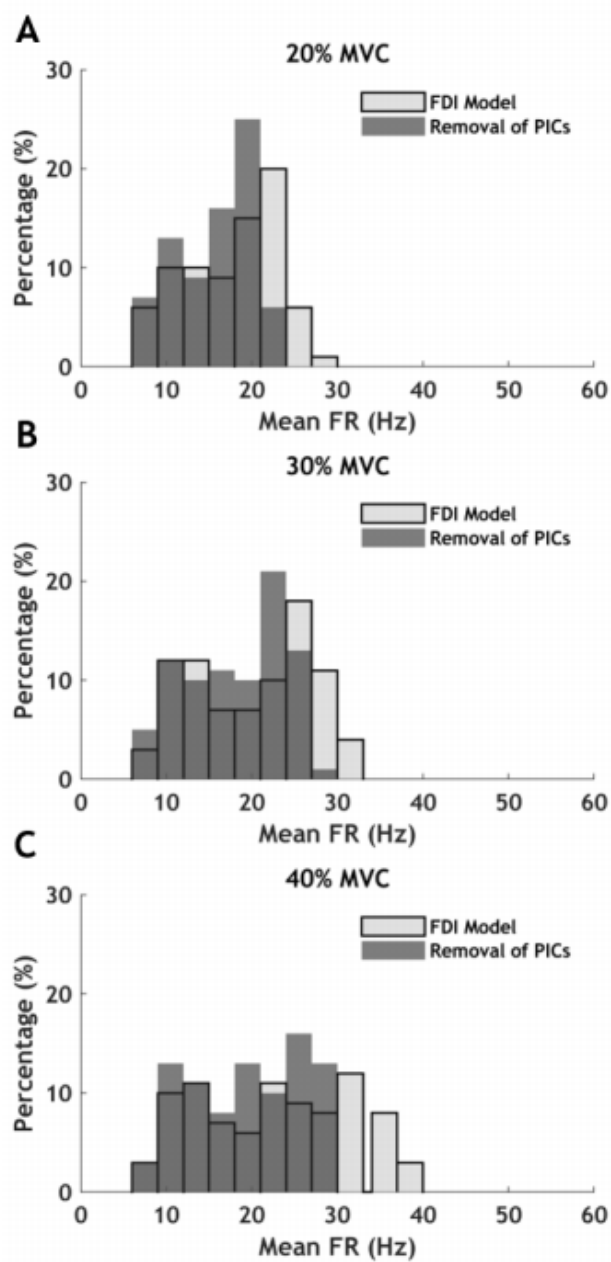 A
20% MVC
30
20
10
0
Percentage (%)
FDI Model
Removal of PICs
0 10 20 30 40 50 60
Mean FR (Hz)
B
30% MVC
30
20
10
0
Percentage (%)
FDI Model
Removal of PICs
0 10 20 30 40 50 60
Mean FR (Hz)
C
40% MVC
30
20
10
0
Percentage (%)
FDI Model
Removal of PICs
0 10 20 30 40 50 60
Mean FR (Hz)